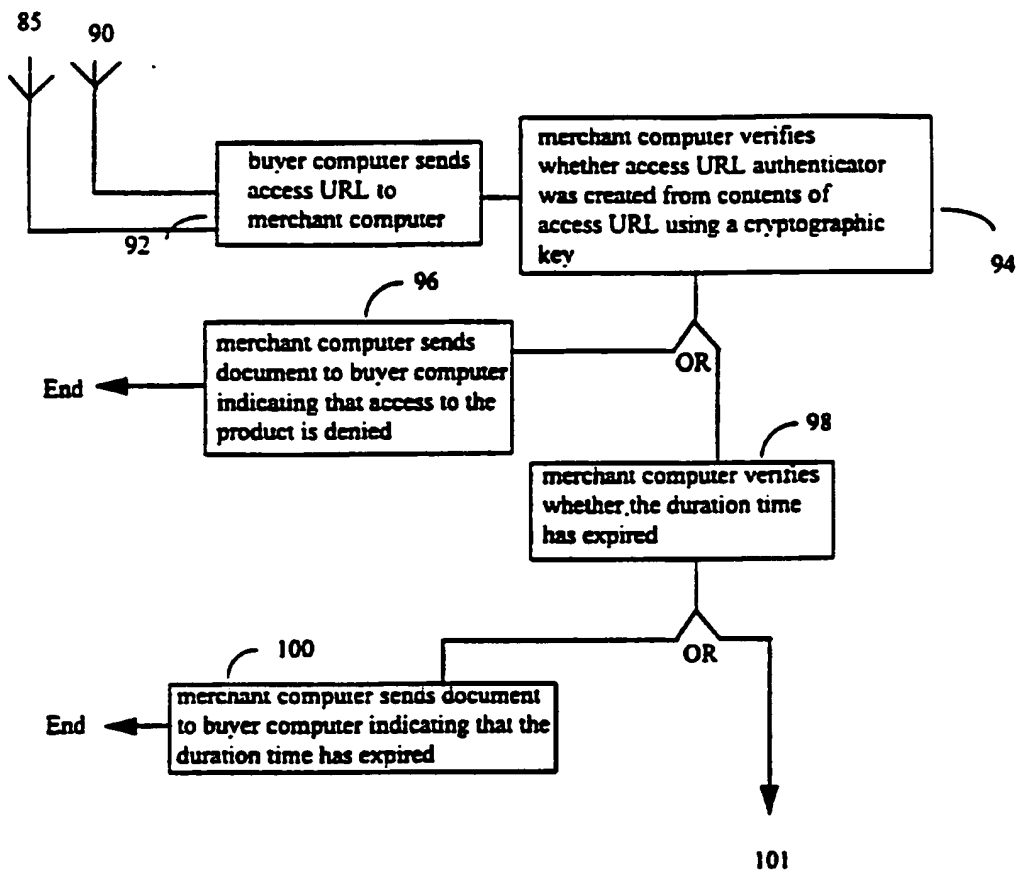 85
90
buyer computer sends
access URL to
merchant computer
92
merchant computer verifies
whether access URL authenticator
was created from contents of
access URL using a cryptographic
key
94
96
merchant computer sends
document to buyer computer
indicating that access to the
product is denied
End
OR
98
merchant computer verifies
whether the duration time
has expired
OR
100
merchant computer sends document
to buyer computer indicating that the
duration time has expired
End
101